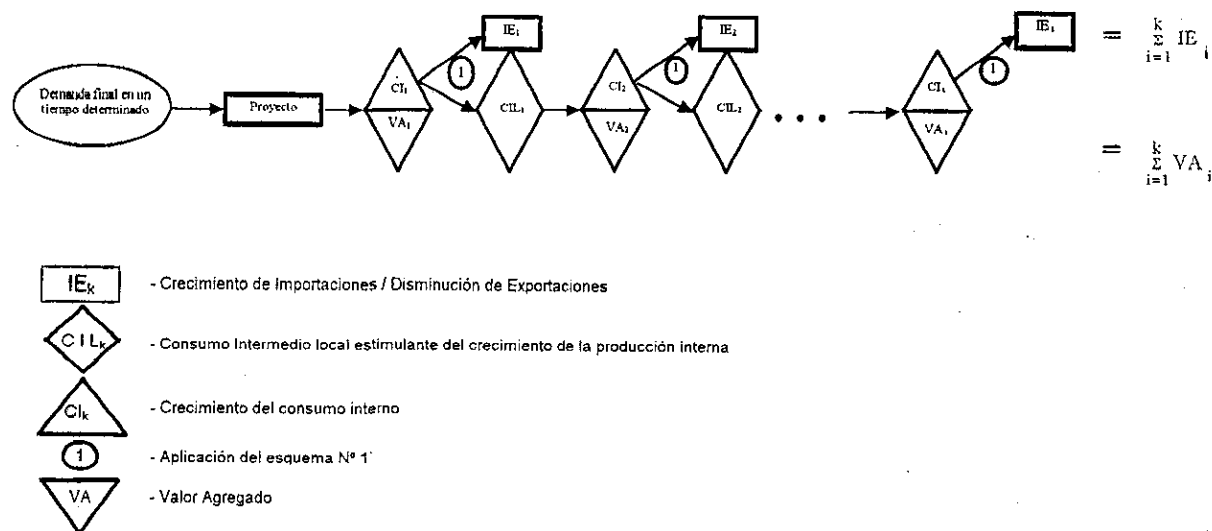 Demanda final en un
tiempo determinado
Proyecto
CI₁
VA₁
1
IE₁
CIL₁
CI₂
VA₂
1
IE₂
CIL₂
. . .
CIₖ
VAₖ
1
IEₖ
= k Σ i=1 IE i
= k Σ i=1 VA i
IEₖ - Crecimiento de Importaciones / Disminución de Exportaciones
C I Lₖ - Consumo Intermedio local estimulante del crecimiento de la producción interna
CIₖ - Crecimiento del consumo interno
1 - Aplicación del esquema Nº 1
VA - Valor Agregado